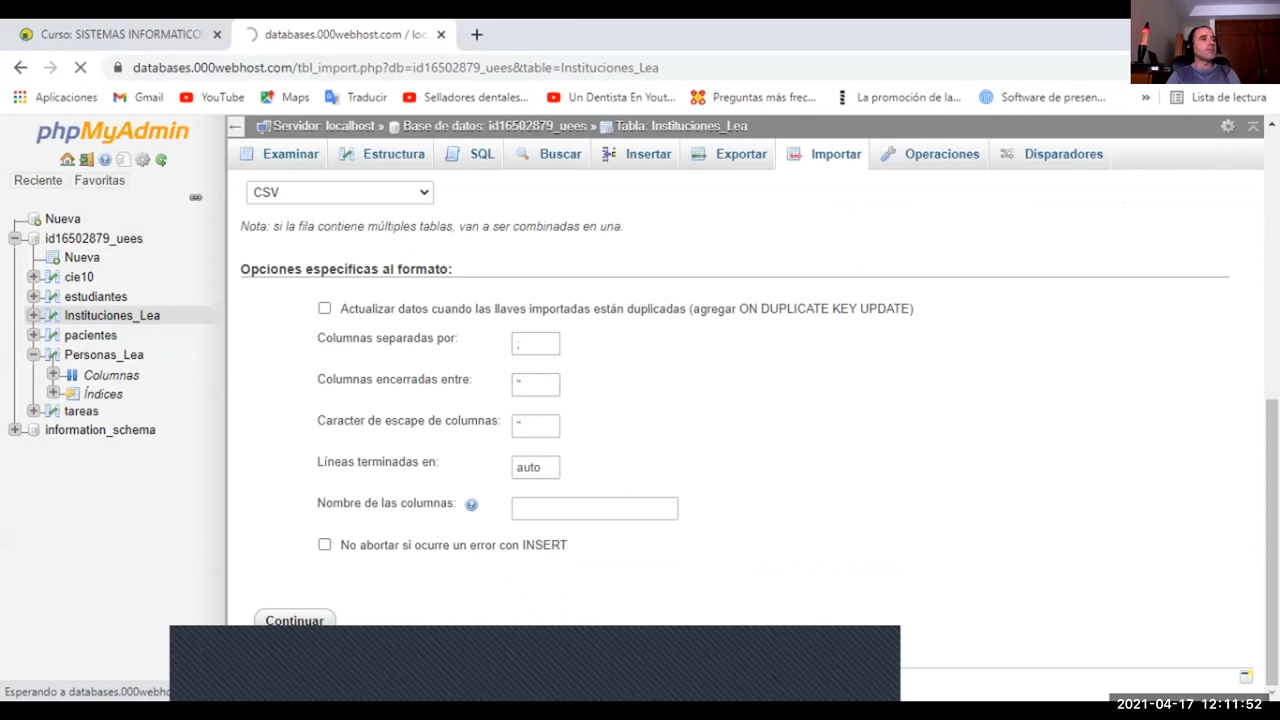 Curso: SISTEMAS INFORMATICO
databases.000webhost.com / loc
databases.000webhost.com/tbl_import.php?db=id16502879_uees&table=Instituciones_Lea
Aplicaciones
Gmail
YouTube
Maps
Traducir
Selladores dentales...
Un Dentista En Yout...
Preguntas más frec...
La promoción de la...
Software de presen...
»
Lista de lectura
phpMyAdmin
Reciente
Favoritas
Nueva
id16502879_uees
Nueva
cie10
estudiantes
Instituciones_Lea
pacientes
Personas_Lea
Columnas
Índices
tareas
information_schema
Servidor: localhost » Base de datos: id16502879_uees » Tabla: Instituciones_Lea
Examinar
Estructura
SQL
Buscar
Insertar
Exportar
Importar
Operaciones
Disparadores
CSV
Nota: si la fila contiene múltiples tablas, van a ser combinadas en una.
Opciones específicas al formato:
Actualizar datos cuando las llaves importadas están duplicadas (agregar ON DUPLICATE KEY UPDATE)
Columnas separadas por: ;
Columnas encerradas entre: "
Caracter de escape de columnas: "
Líneas terminadas en: auto
Nombre de las columnas:
No abortar si ocurre un error con INSERT
Continuar
Esperando a databases.000webho
2021-04-17 12:11:52